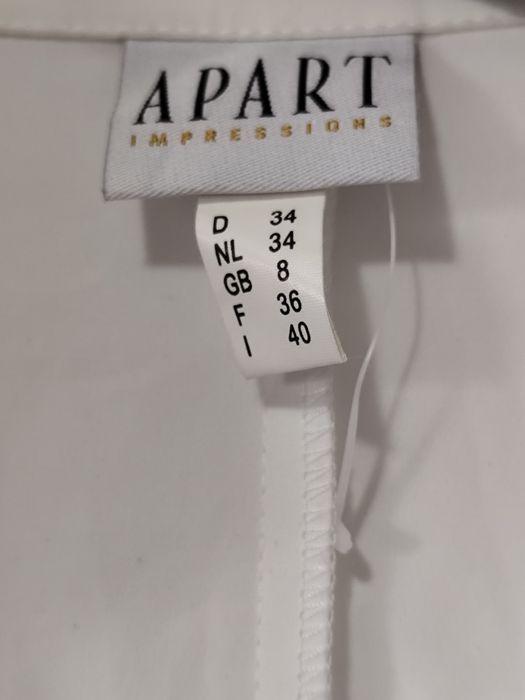 APART
IMPRESSIONS
D 34
NL 34
GB 8
F 36
I 40